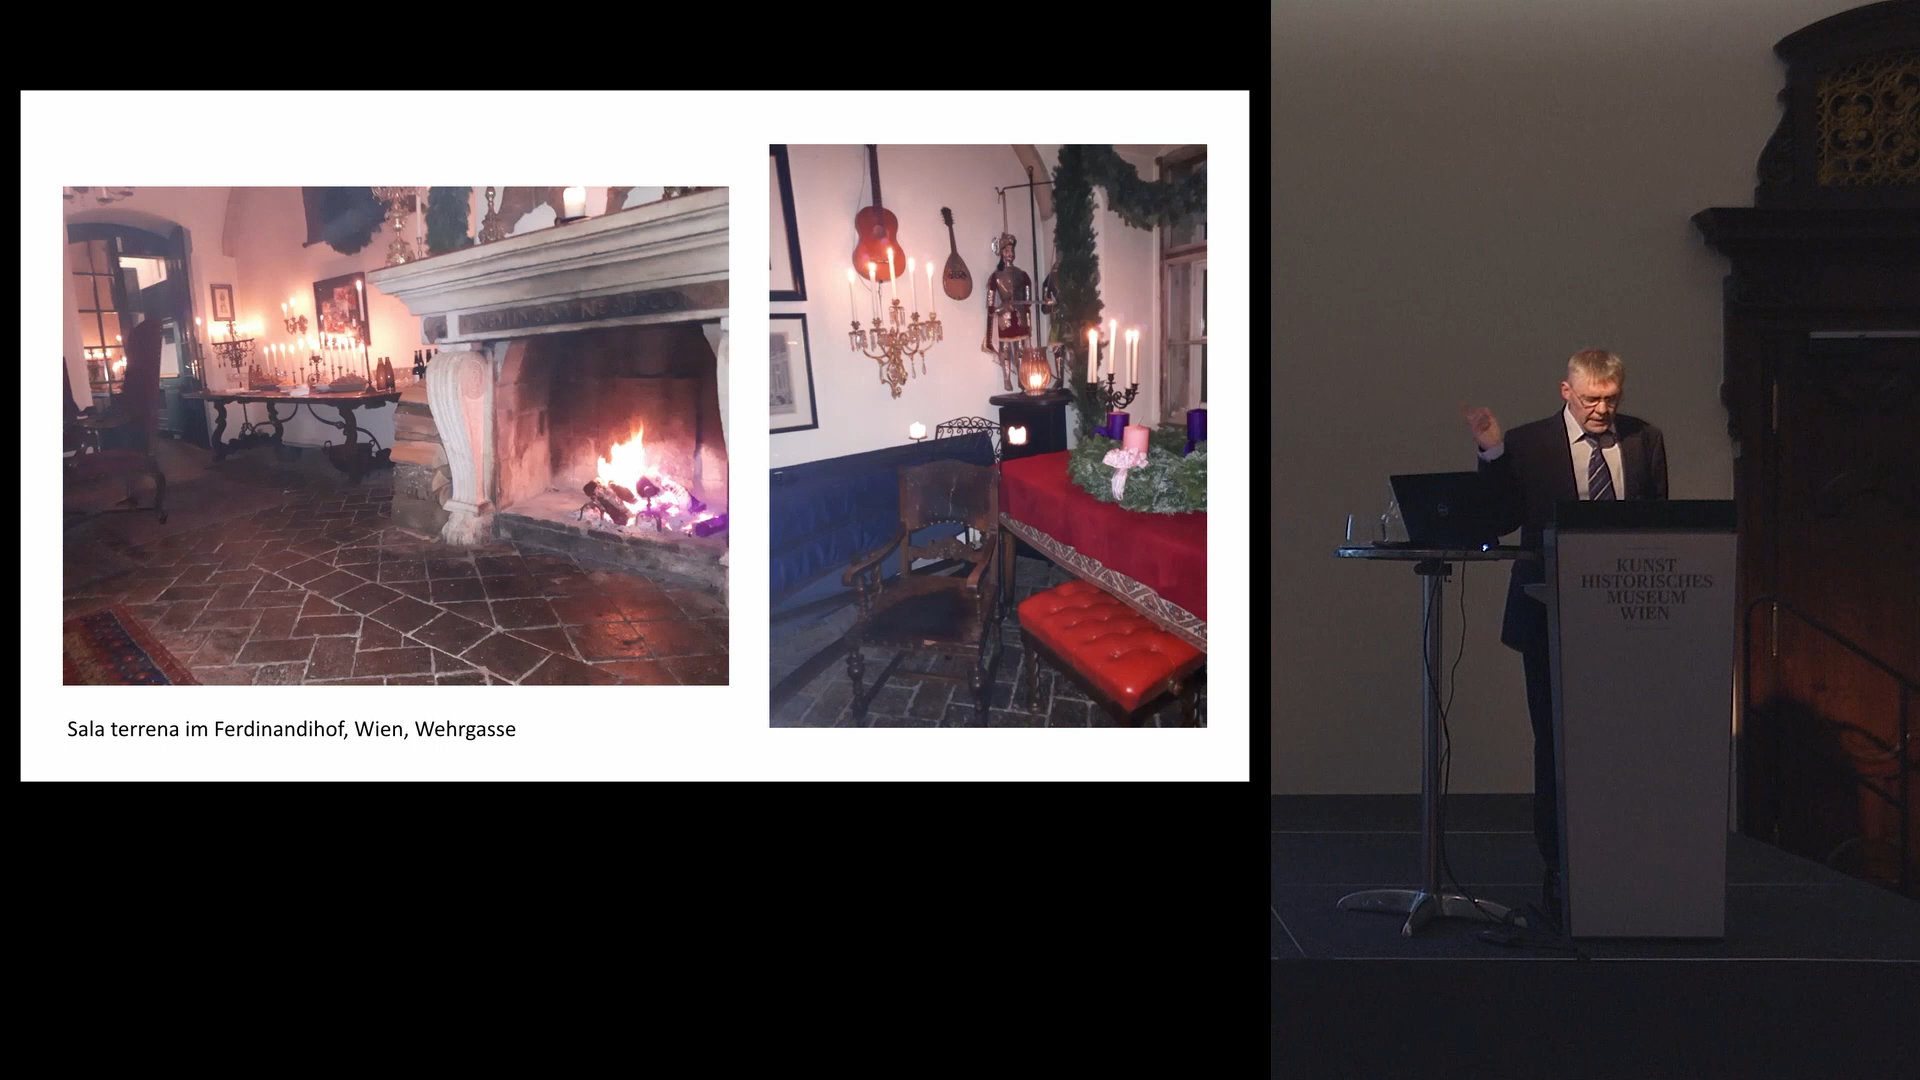 Sala terrena im Ferdinandihof, Wien, Wehrgasse
KUNST
HISTORISCHES
MUSEUM
WIEN